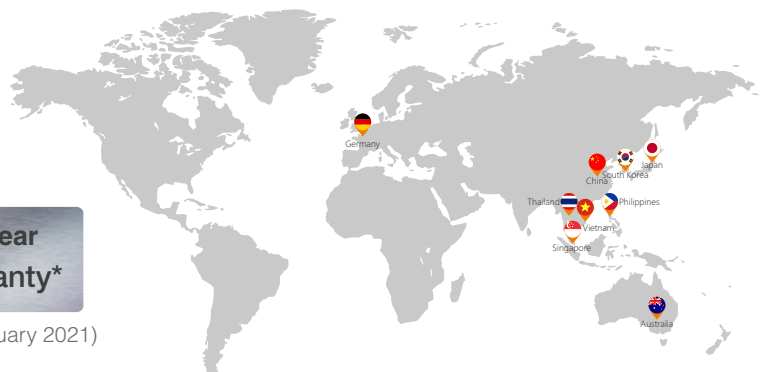 Germany
Japan
South Korea
China
Thailand
Philippines
Vietnam
Singapore
ear
anty*
uary 2021)
Australia